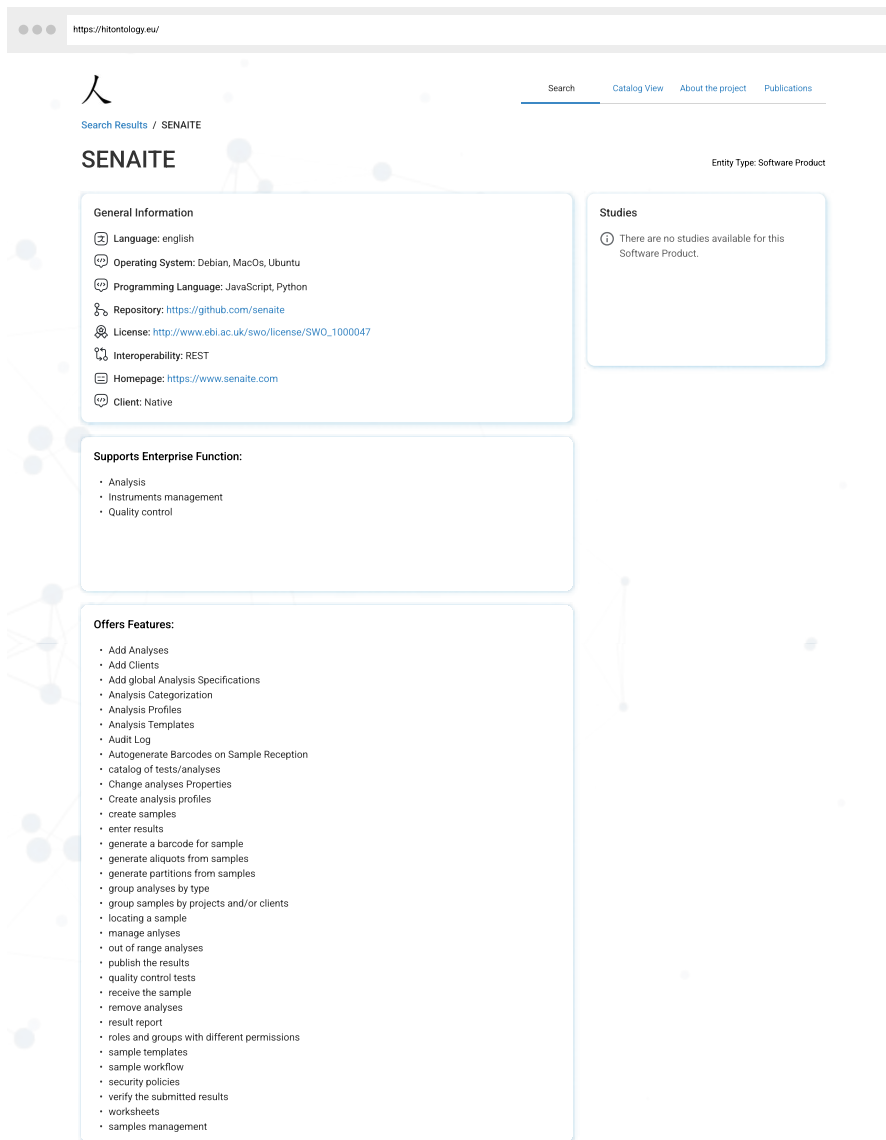 https://hitontology.eu/
人
Search
Catalog View
About the project
Publications
Search Results / SENAITE
SENAITE
Entity Type: Software Product
General Information
Language: english
Operating System: Debian, MacOs, Ubuntu
Programming Language: JavaScript, Python
Repository: https://github.com/senaite
License: http://www.ebi.ac.uk/swo/license/SWO_1000047
Interoperability: REST
Homepage: https://www.senaite.com
Client: Native
Studies
There are no studies available for this
Software Product.
Supports Enterprise Function:
• Analysis
• Instruments management
• Quality control
Offers Features:
• Add Analyses
• Add Clients
• Add global Analysis Specifications
• Analysis Categorization
• Analysis Profiles
• Analysis Templates
• Audit Log
• Autogenerate Barcodes on Sample Reception
• catalog of tests/analyses
• Change analyses Properties
• Create analysis profiles
• create samples
• enter results
• generate a barcode for sample
• generate aliquots from samples
• generate partitions from samples
• group analyses by type
• group samples by projects and/or clients
• locating a sample
• manage anlyses
• out of range analyses
• publish the results
• quality control tests
• receive the sample
• remove analyses
• result report
• roles and groups with different permissions
• sample templates
• sample workflow
• security policies
• verify the submitted results
• worksheets
• samples management